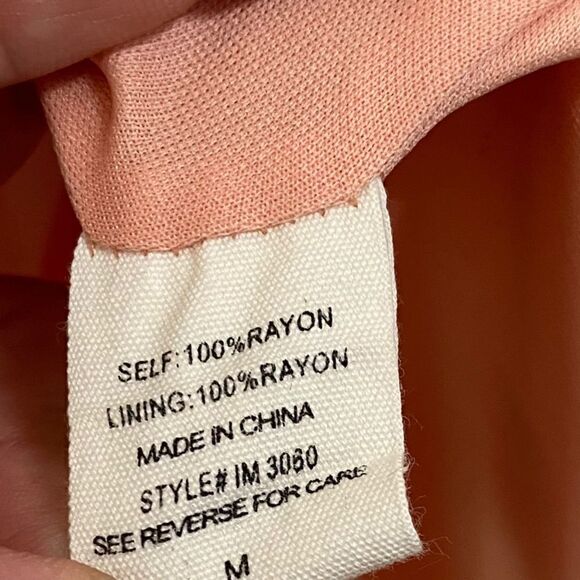 SELF:100%RAYON
LINING:100%RAYON
MADE IN CHINA
STYLE# IM 3060
SEE REVERSE FOR CARE
M